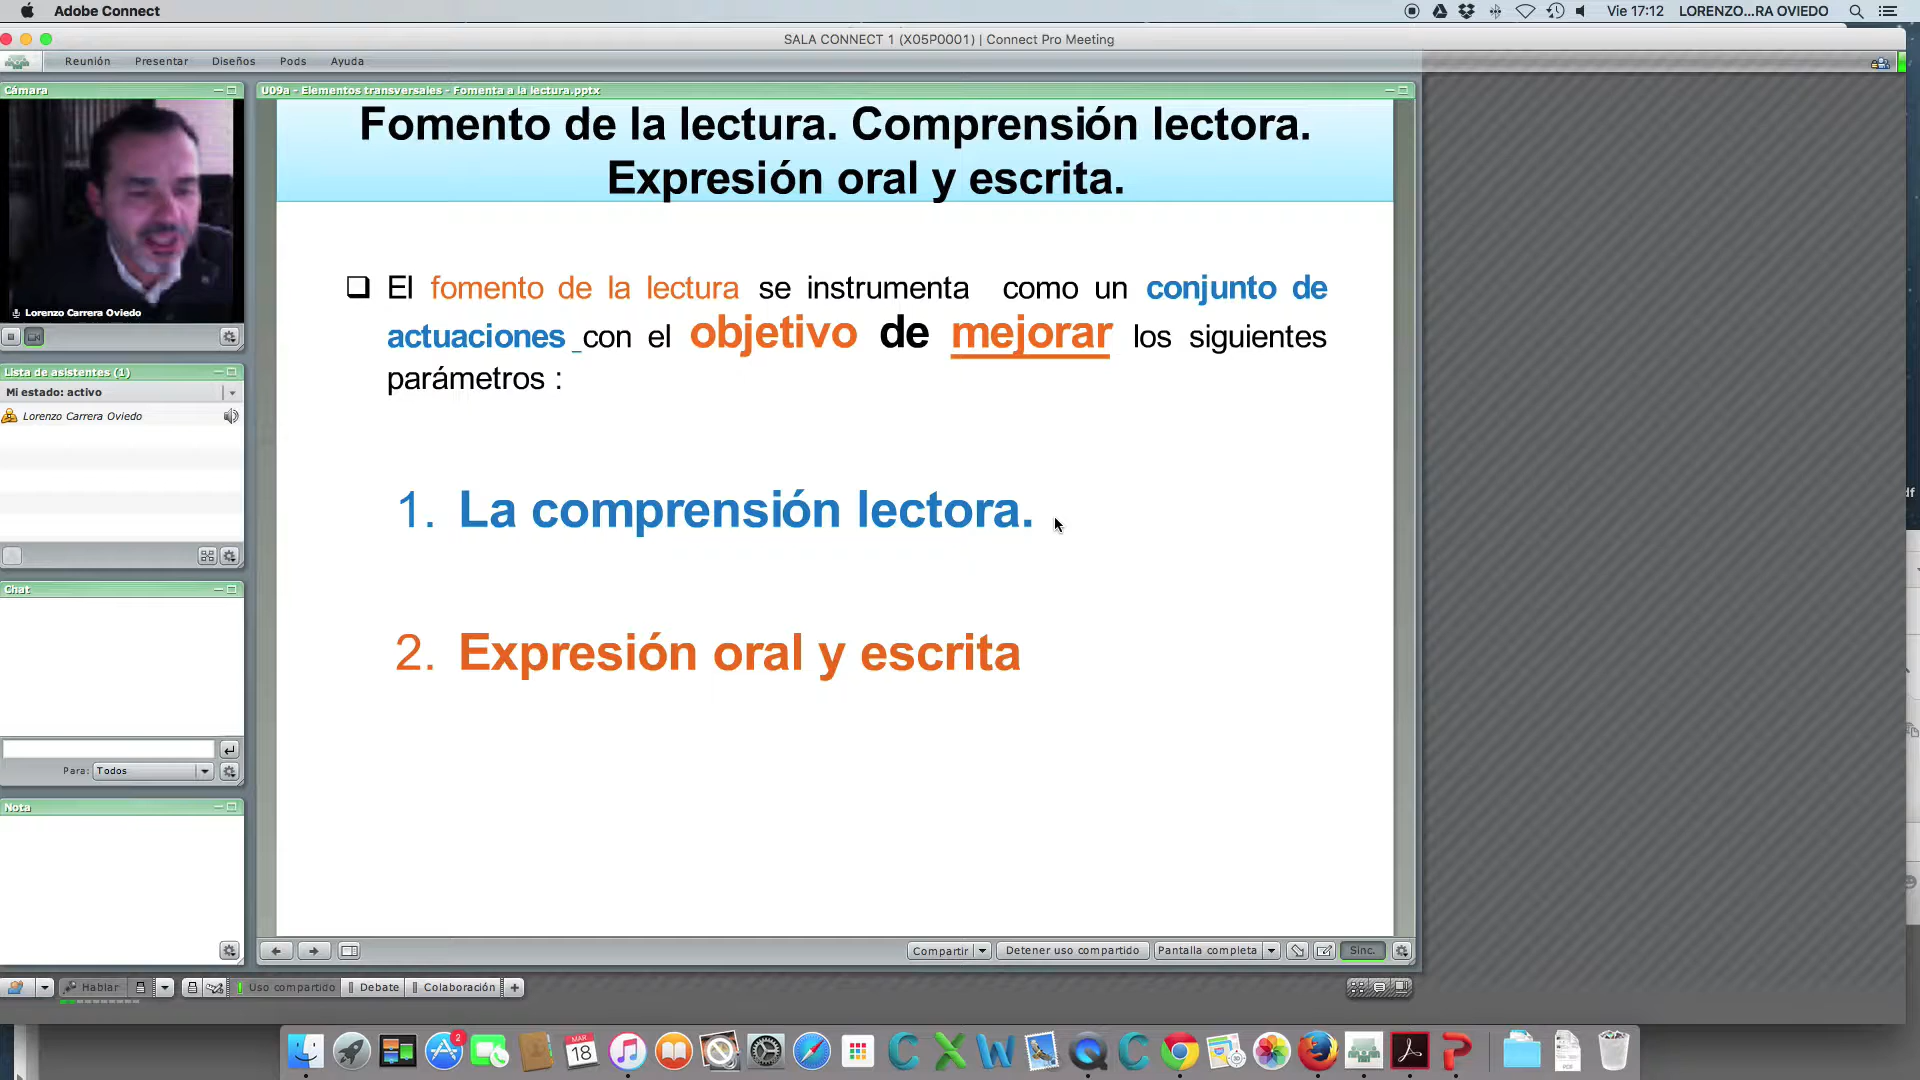 Adobe Connect
Vie 17:12 LORENZO...RA OVIEDO
SALA CONNECT 1 (X05P0001) | Connect Pro Meeting
Reunión Presentar Diseños Pods Ayuda
Cámara
Lorenzo Carrera Oviedo
Lista de asistentes (1)
Mi estado: activo
Lorenzo Carrera Oviedo
Chat
Para: Todos
Nota
U09a - Elementos transversales - Fomenta a la lectura.pptx
Fomento de la lectura. Comprensión lectora.
Expresión oral y escrita.
El fomento de la lectura se instrumenta como un conjunto de
actuaciones con el objetivo de mejorar los siguientes
parámetros :
1. La comprensión lectora.
2. Expresión oral y escrita
Compartir Detener uso compartido Pantalla completa Sinc.
Hablar Uso compartido Debate Colaboración +
df
2
MAR
18